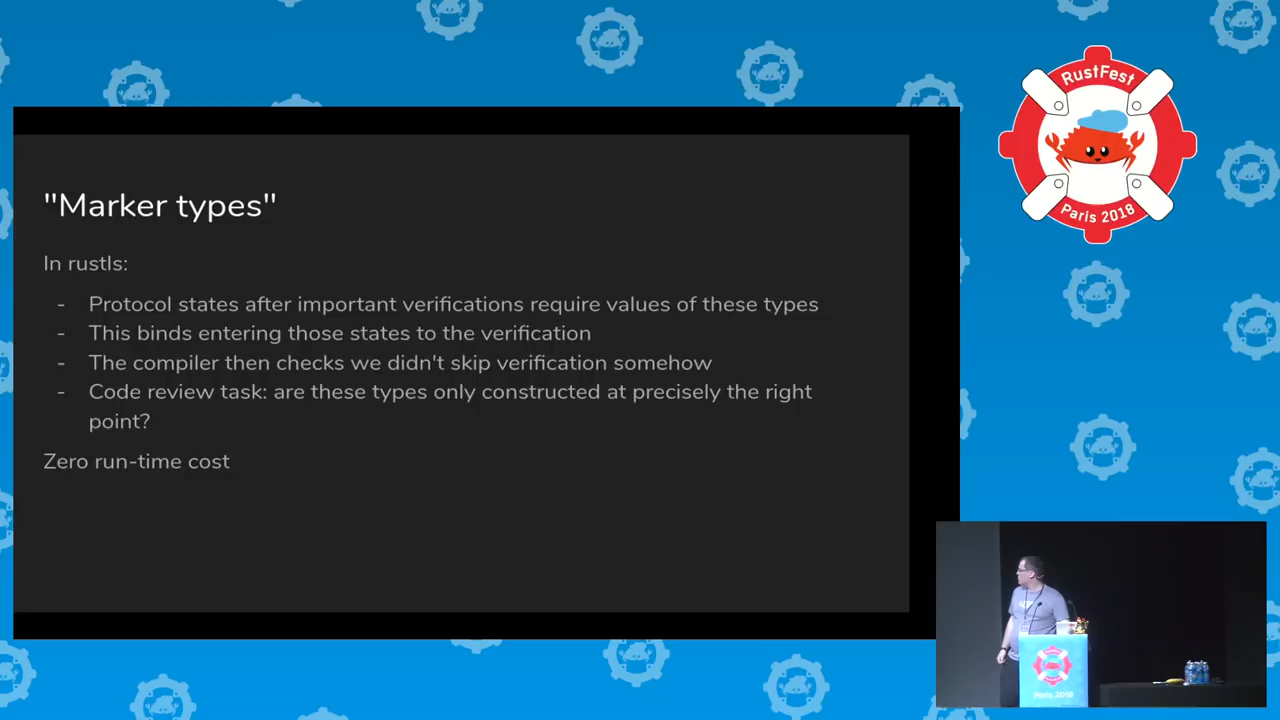 "Marker types"
In rustls:
- Protocol states after important verifications require values of these types
- This binds entering those states to the verification
- The compiler then checks we didn't skip verification somehow
- Code review task: are these types only constructed at precisely the right
point?
Zero run-time cost
RustFest
Paris 2018
Paris 2018